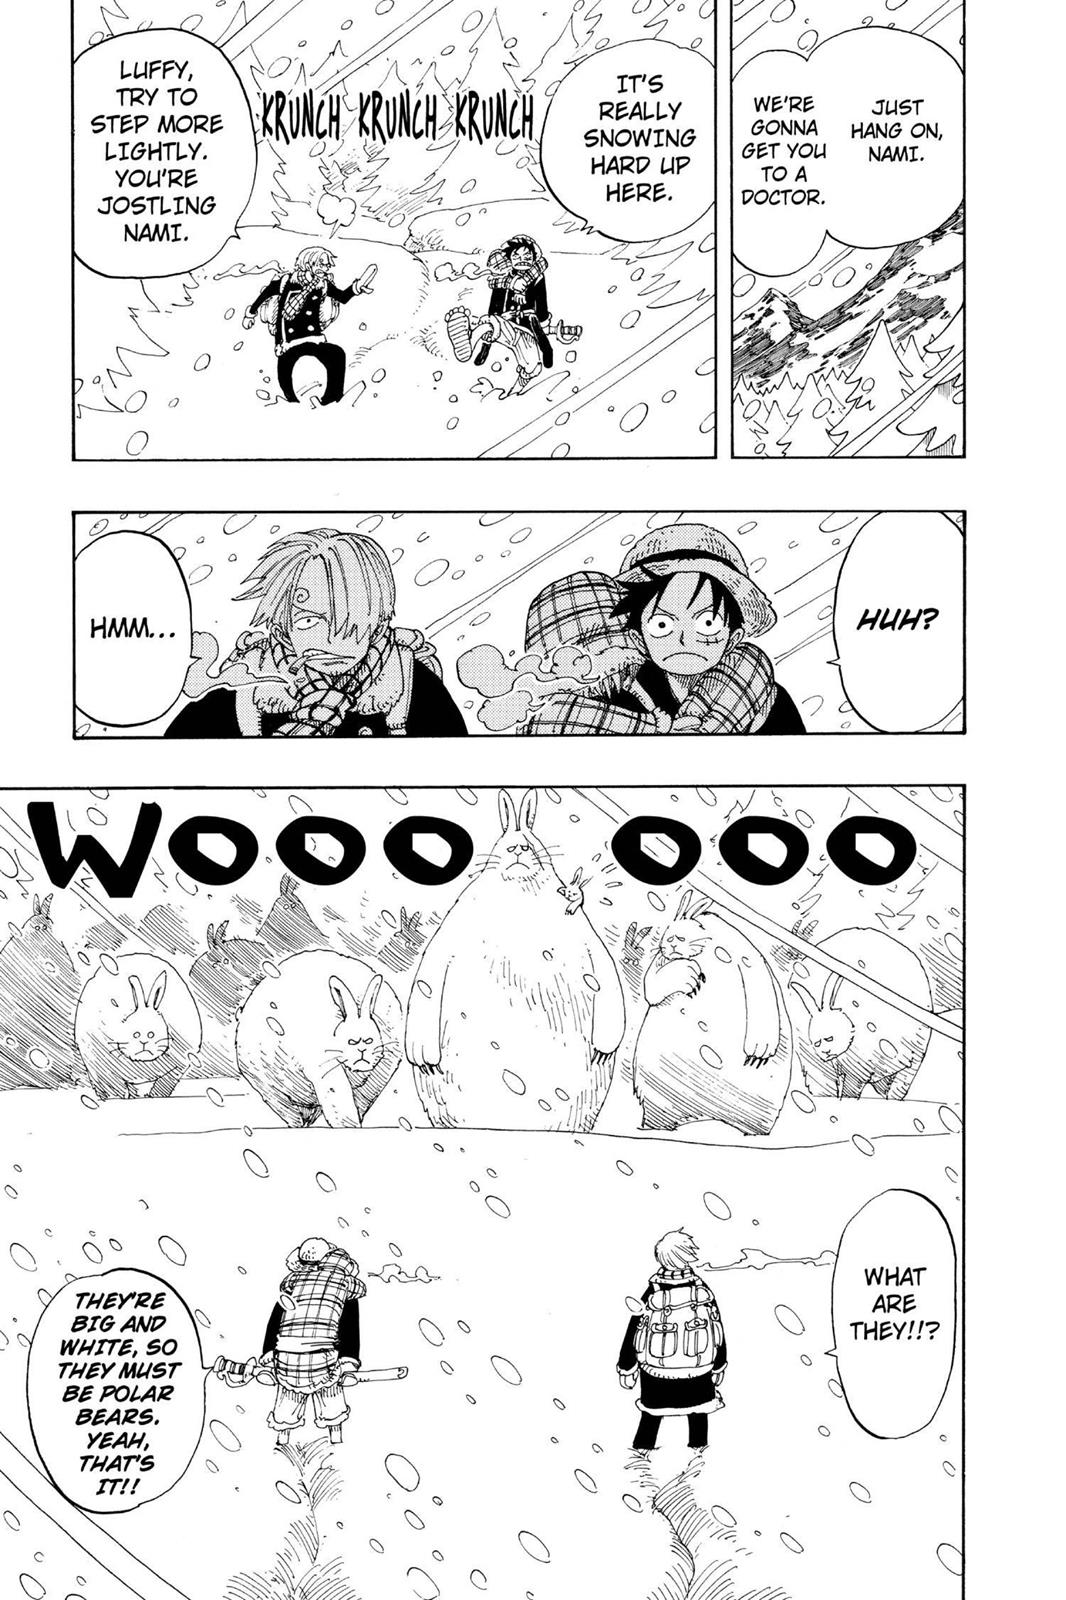 JUST
HANG ON,
NAMI.
WE'RE
GONNA
GET YOU
TO A
DOCTOR.
IT'S
REALLY
SNOWING
HARD UP
HERE.
KRUNCH KRUNCH KRUNCH
LUFFY,
TRY TO
STEP MORE
LIGHTLY.
YOU'RE
JOSTLING
NAMI.
HUH?
HMM...
WOOO OOO
WHAT
ARE
THEY!!?
THEY'RE
BIG AND
WHITE, SO
THEY MUST
BE POLAR
BEARS.
YEAH,
THAT'S
IT!!